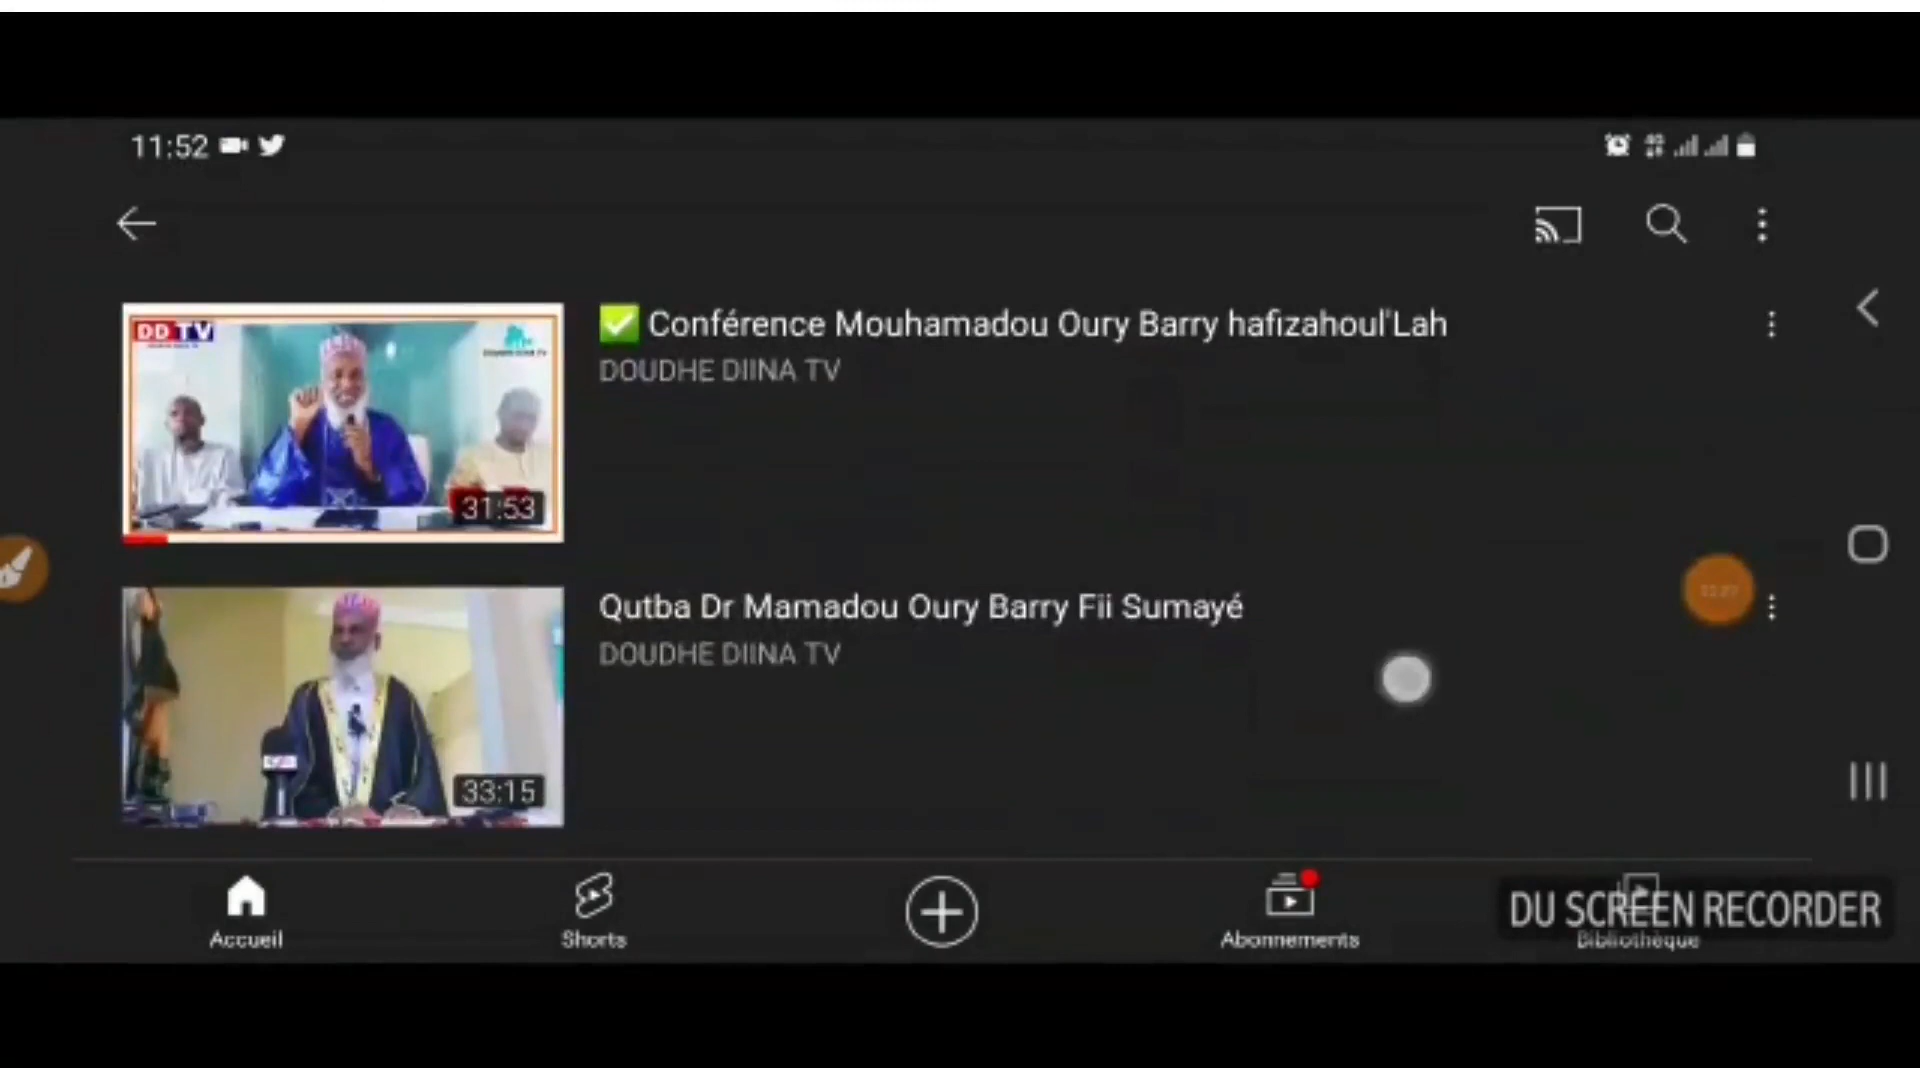 11:52
DD TV
✅ Conférence Mouhamadou Oury Barry hafizahoul'Lah
DOUDHE DIINA TV
31:53
Qutba Dr Mamadou Oury Barry Fii Sumayé
DOUDHE DIINA TV
33:15
Accueil
Shorts
Abonnements
Bibliothèque
DU SCREEN RECORDER